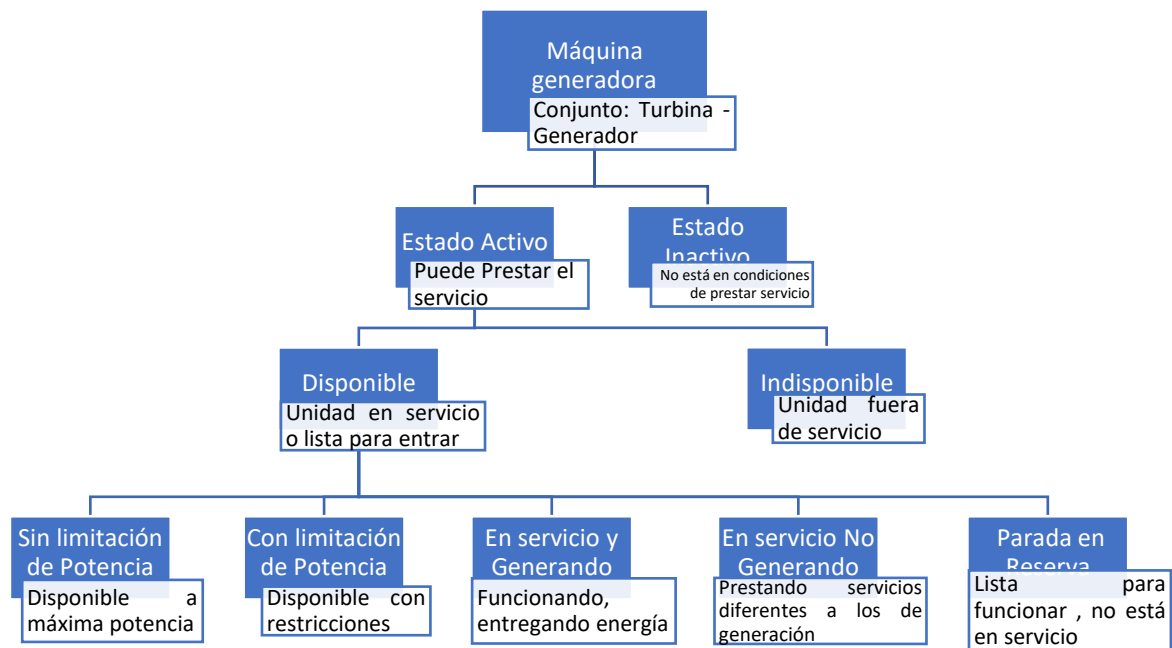 Máquina
generadora
Conjunto: Turbina -
Generador
Estado Activo
Puede Prestar el
servicio
Estado
Inactivo
No está en condiciones
de prestar servicio
Disponible
Unidad en servicio
o lista para entrar
Indisponible
Unidad fuera
de servicio
Sin limitación
de Potencia
Disponible a
máxima potencia
Con limitación
de Potencia
Disponible con
restricciones
En servicio y
Generando
Funcionando,
entregando energía
En servicio No
Generando
Prestando servicios
diferentes a los de
generación
Parada en
Reserva
Lista para
funcionar , no está
en servicio